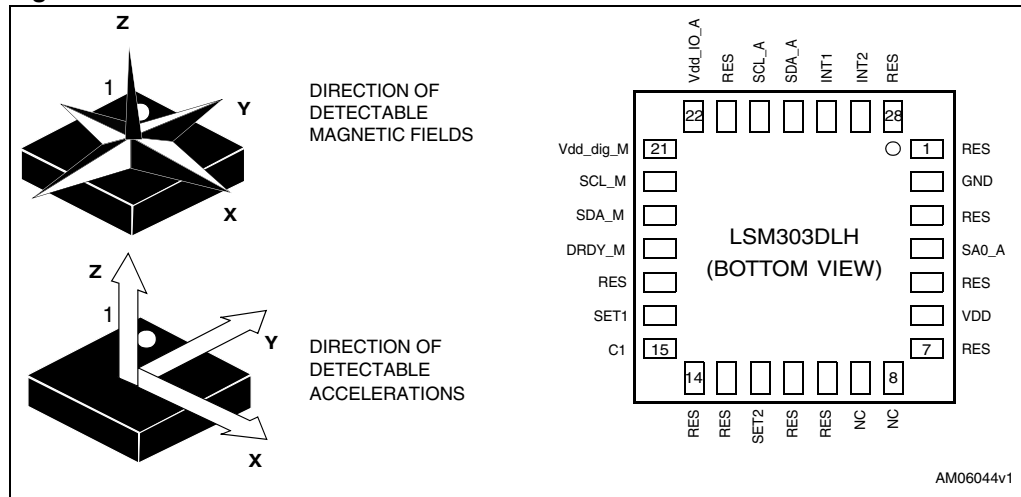 Z
1
Y
X
DIRECTION OF
DETECTABLE
MAGNETIC FIELDS
Z
1
Y
X
DIRECTION OF
DETECTABLE
ACCELERATIONS
Vdd_IO_A
RES
SCL_A
SDA_A
INT1
INT2
RES
22
28
Vdd_dig_M
21
1
RES
SCL_M
GND
SDA_M
RES
DRDY_M
SA0_A
RES
RES
SET1
VDD
C1
15
7
RES
LSM303DLH
(BOTTOM VIEW)
14
8
RES
RES
SET2
RES
RES
NC
NC
AM06044v1